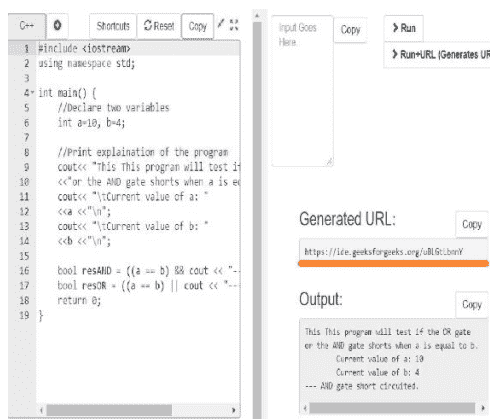 C++
Shortcuts
Reset
Copy
1 #include <iostream>
2 using namespace std;
3
4 int main() {
5 //Declare two variables
6 int a=10, b=4;
7
8 //Print explaination of the program
9 cout<< "This This program will test if
10 <<"or the AND gate shorts when a is eq
11 cout<< "\tCurrent value of a: "
12 <<a <<"\n";
13 cout<< "\tCurrent value of b: "
14 <<b <<"\n";
15
16 bool resAND = ((a == b) && cout << "--
17 bool resOR = ((a == b) || cout << "---
18 return 0;
19 }
Input Goes
Here.
Copy
Run
Run+URL (Generates UR
Generated URL:
Copy
Output:
Copy
This This program will test if the OR gate
or the AND gate shorts when a is equal to b.
Current value of a: 10
Current value of b: 4
--- AND gate short circuited.